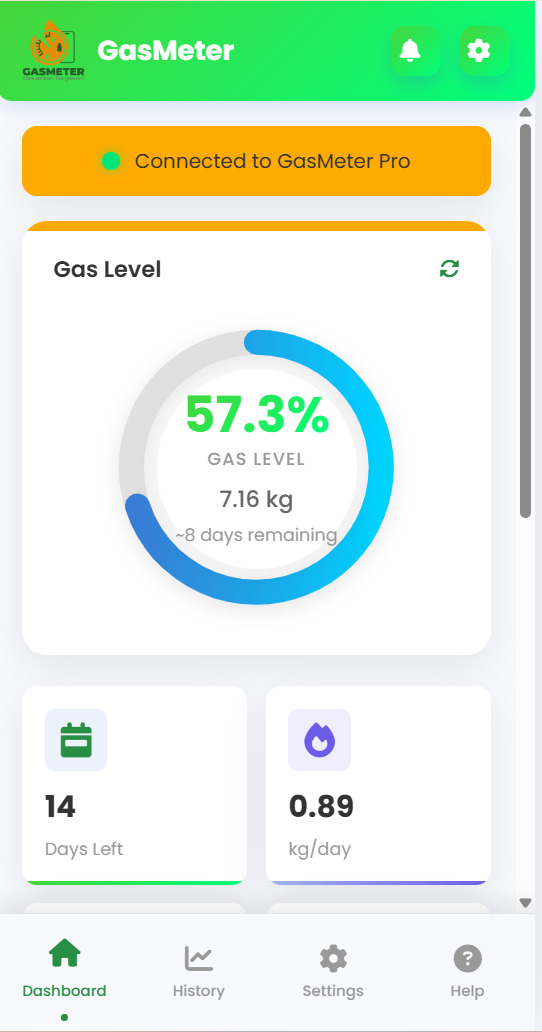 GASMETER
GasMeter
Connected to GasMeter Pro
Gas Level
57.3%
GAS LEVEL
7.16 kg
~8 days remaining
14
Days Left
0.89
kg/day
Dashboard
History
Settings
Help